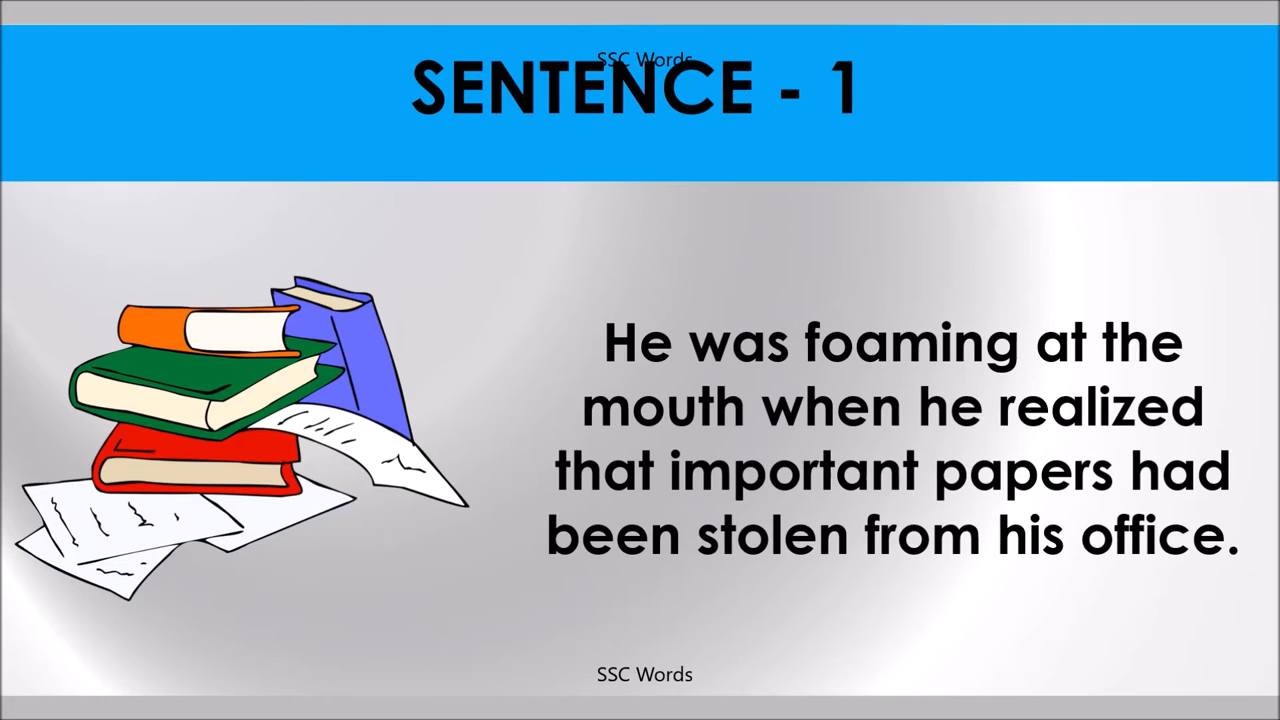 SSC Words
SENTENCE - 1
He was foaming at the
mouth when he realized
that important papers had
been stolen from his office.
SSC Words